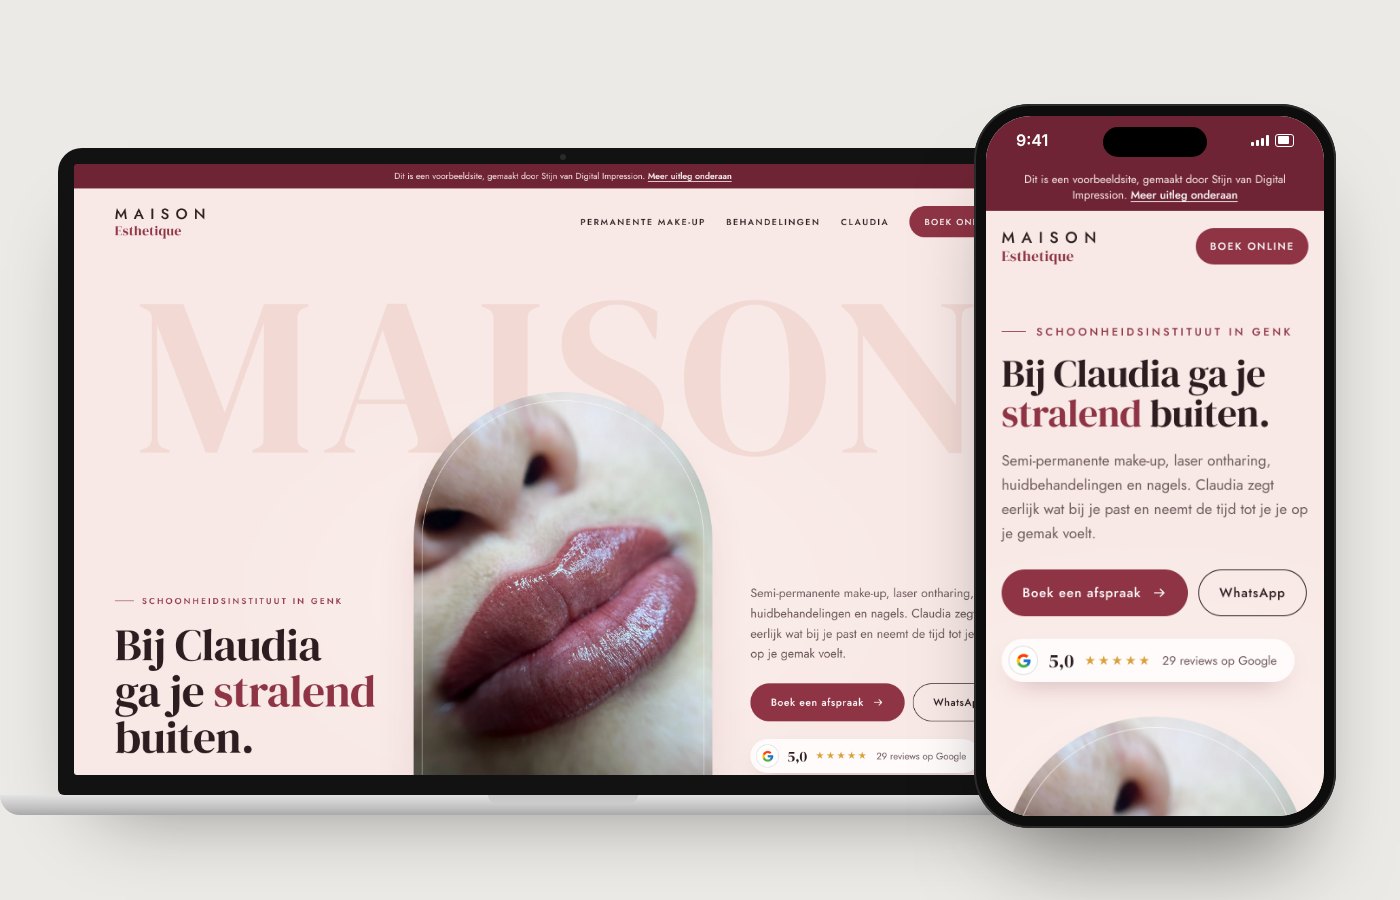 Dit is een voorbeeldsite, gemaakt door Stijn van Digital Impression. Meer uitleg onderaan
MAISON
Esthetique
PERMANENTE MAKE-UP BEHANDELINGEN CLAUDIA BOEK
MAISON
SCHOONHEIDSINSTITUUT IN GENK
Bij Claudia
ga je stralend
buiten.
Semi-permanente make-up, laser ontharing,
huidbehandelingen en nagels. Claudia
eerlijk wat bij je past en neemt de tijd tot je
op je gemak voelt.
Boek een afspraak
5,0 ★★★★★ 29 reviews op Google
9:41
Dit is een voorbeeldsite, gemaakt door Stijn van Digital
Impression. Meer uitleg onderaan
MAISON
Esthetique
BOEK ONLINE
SCHOONHEIDSINSTITUUT IN GENK
Bij Claudia ga je
stralend buiten.
Semi-permanente make-up, laser ontharing,
huidbehandelingen en nagels. Claudia zegt
eerlijk wat bij je past en neemt de tijd tot je je op
je gemak voelt.
Boek een afspraak → WhatsApp
G 5,0 ★★★★★ 29 reviews op Google